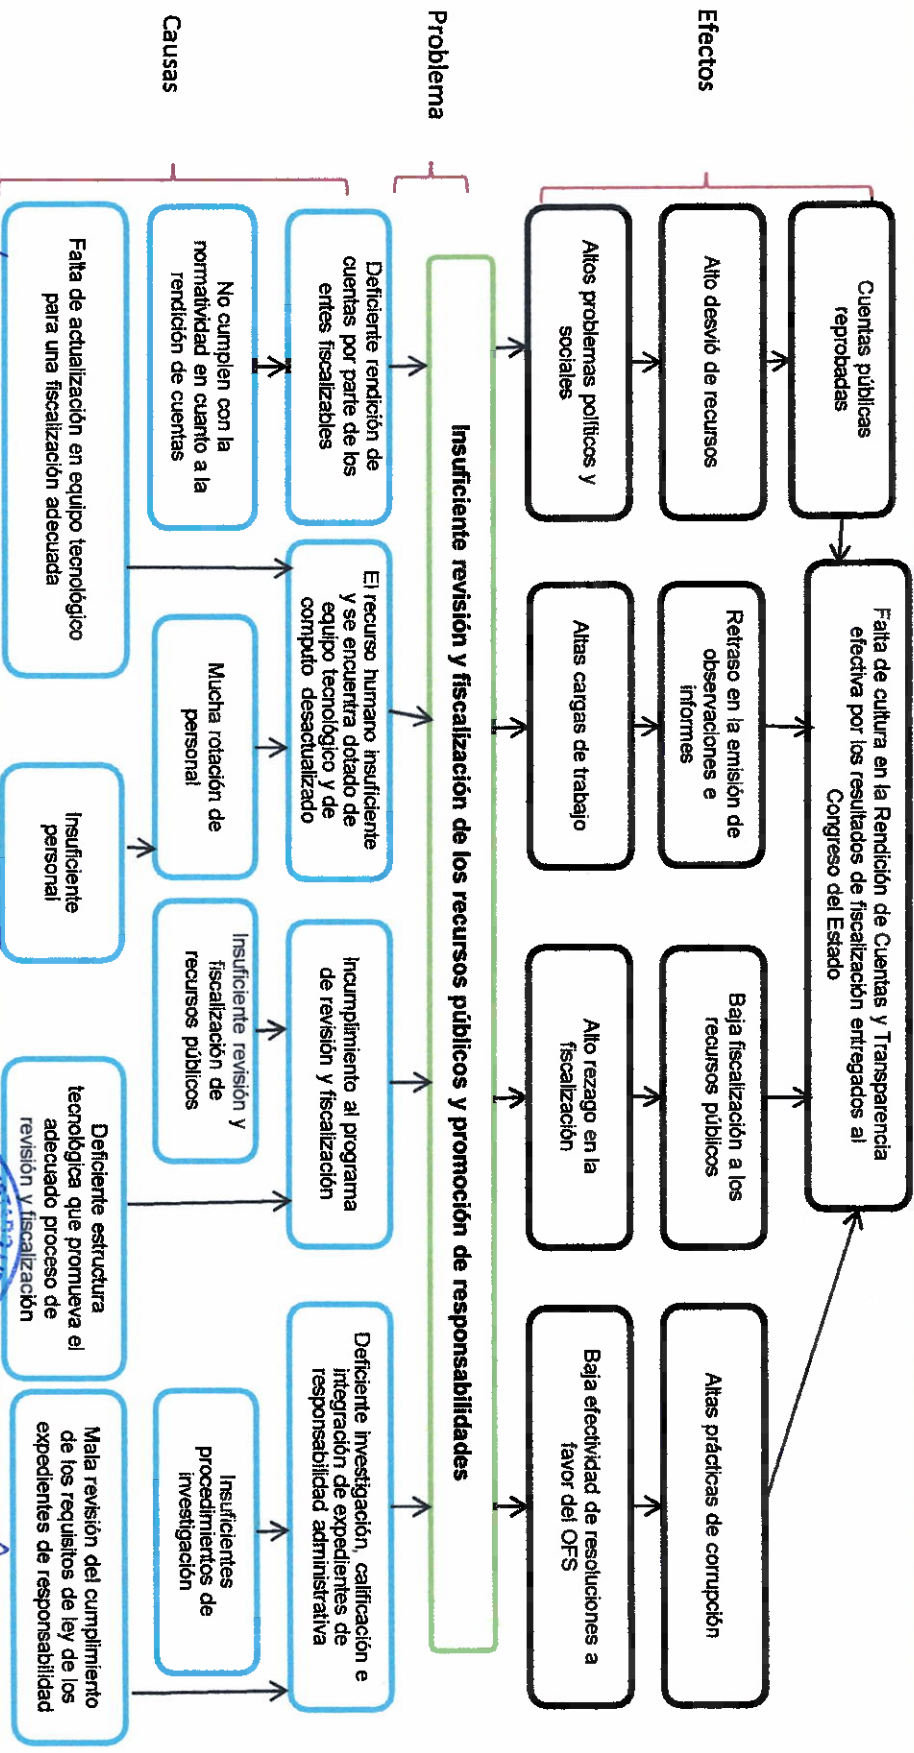 Efectos
Falta de cultura en la Rendición de Cuentas y Transparencia
efectiva por los resultados de fiscalización entregados al
Congreso del Estado
Cuentas públicas
reprobadas
Alto desvió de recursos
Retraso en la emisión de
observaciones e
informes
Baja fiscalización a los
recursos públicos
Altas prácticas de corrupción
Altos problemas políticos y
sociales
Altas cargas de trabajo
Alto rezago en la
fiscalización
Baja efectividad de resoluciones a
favor del OFS
Problema
Insuficiente revisión y fiscalización de los recursos públicos y promoción de responsabilidades
Causas
Deficiente rendición de
cuentas por parte de los
entes fiscalizables
El recurso humano insuficiente
y se encuentra dotado de
equipo tecnológico y de
computo desactualizado
Incumplimiento al programa
de revisión y fiscalización
Deficiente investigación, calificación e
integración de expedientes de
responsabilidad administrativa
No cumplen con la
normatividad en cuanto a la
rendición de cuentas
Mucha rotación de
personal
Insuficiente revisión y
fiscalización de
recursos públicos
Insuficientes
procedimientos de
investigación
Falta de actualización en equipo tecnológico
para una fiscalización adecuada
Insuficiente
personal
Deficiente estructura
tecnológica que promueva el
adecuado proceso de
revisión y fiscalización
Mala revisión del cumplimiento
de los requisitos de ley de los
expedientes de responsabilidad